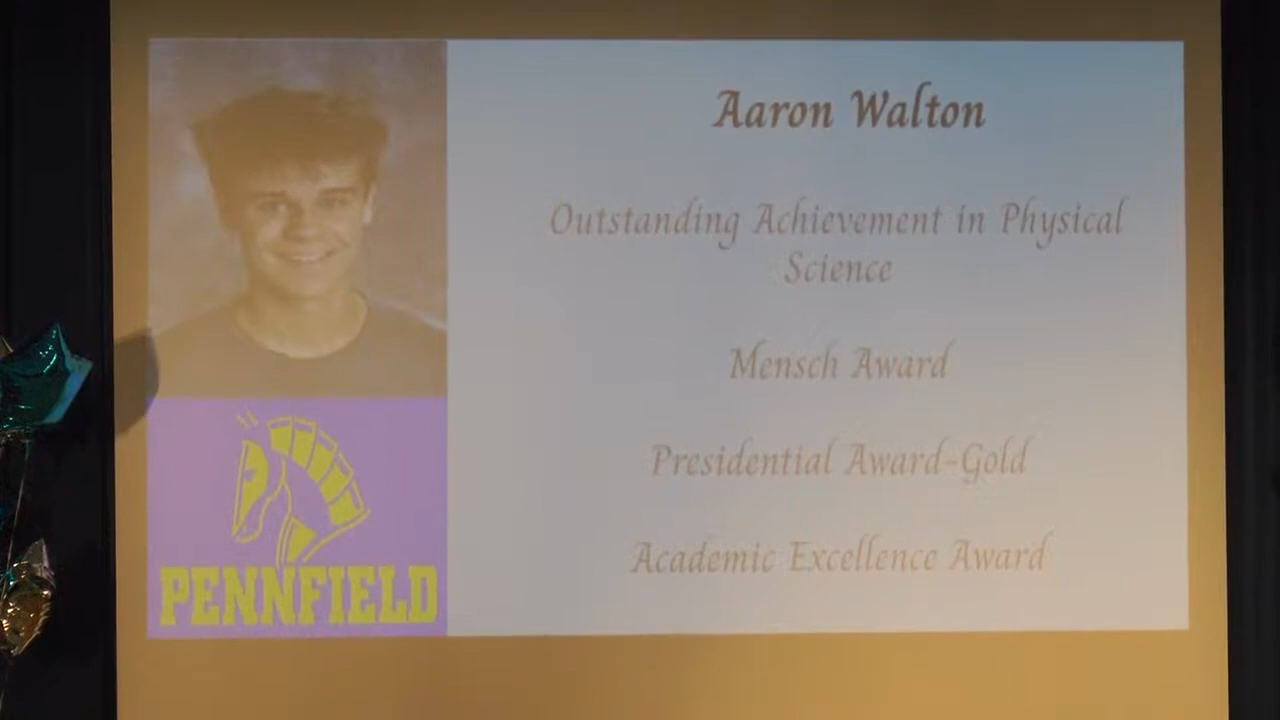 Aaron Walton
Outstanding Achievement in Physical
Science
Mensch Award
Presidential Award-Gold
Academic Excellence Award
PENNFIELD